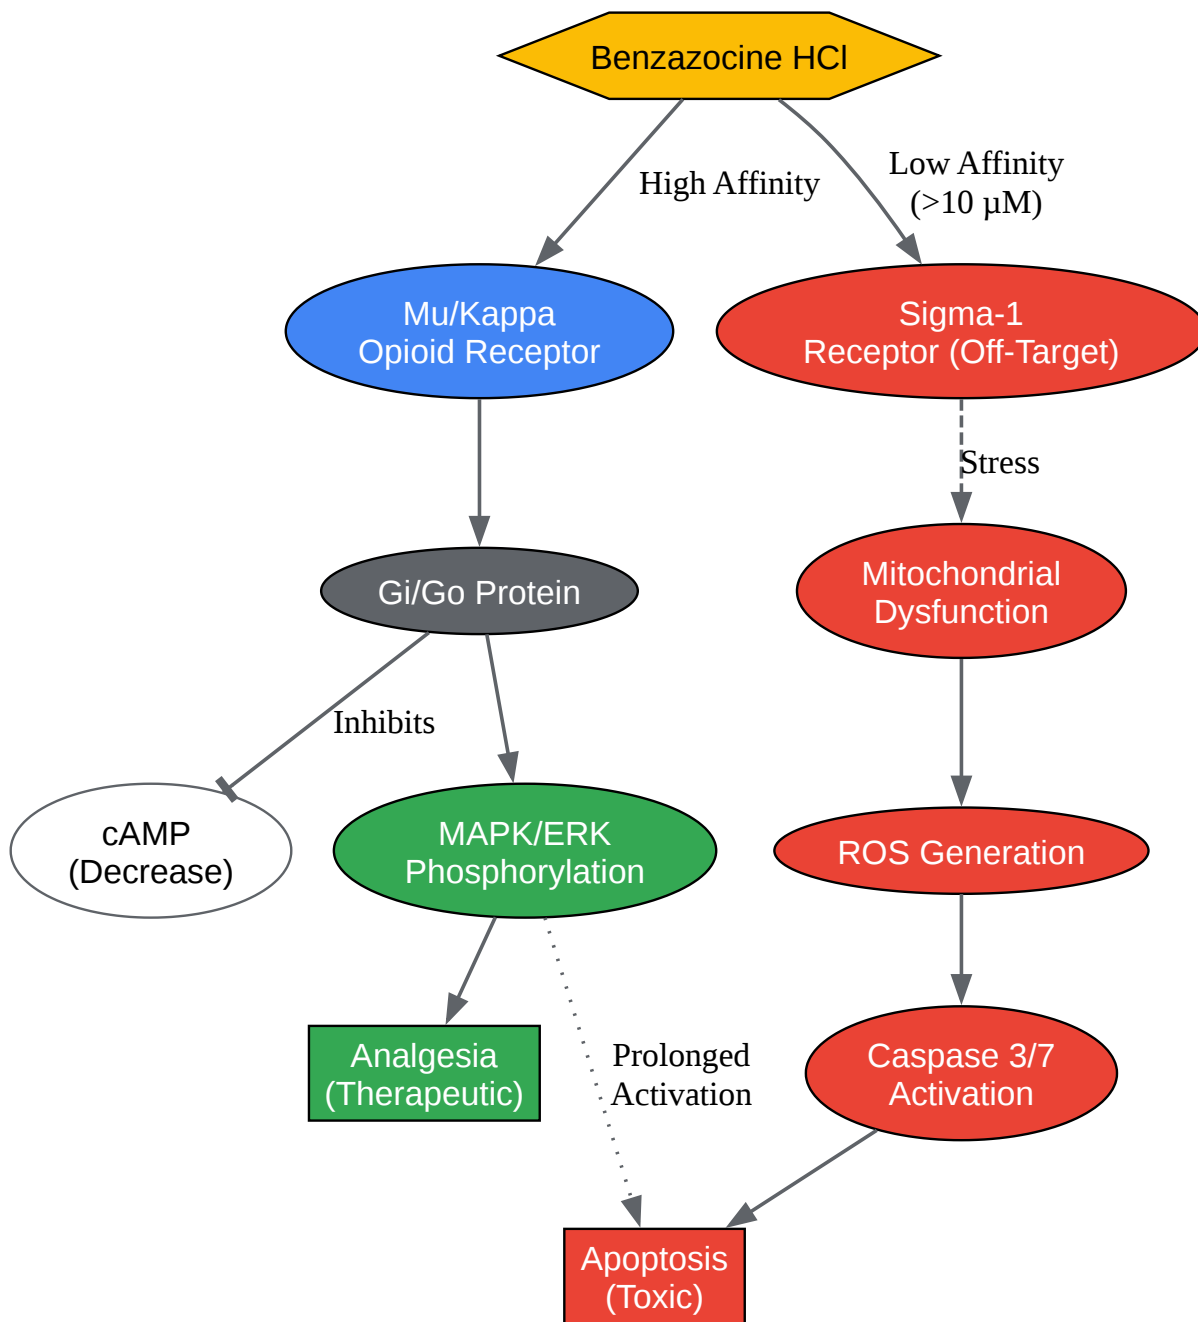 Benzazocine HCl
High Affinity
Low Affinity
(>10 µM)
Mu/Kappa
Opioid Receptor
Sigma-1
Receptor (Off-Target)
Stress
Gi/Go Protein
Mitochondrial
Dysfunction
Inhibits
cAMP
(Decrease)
MAPK/ERK
Phosphorylation
ROS Generation
Analgesia
(Therapeutic)
Prolonged
Activation
Caspase 3/7
Activation
Apoptosis
(Toxic)